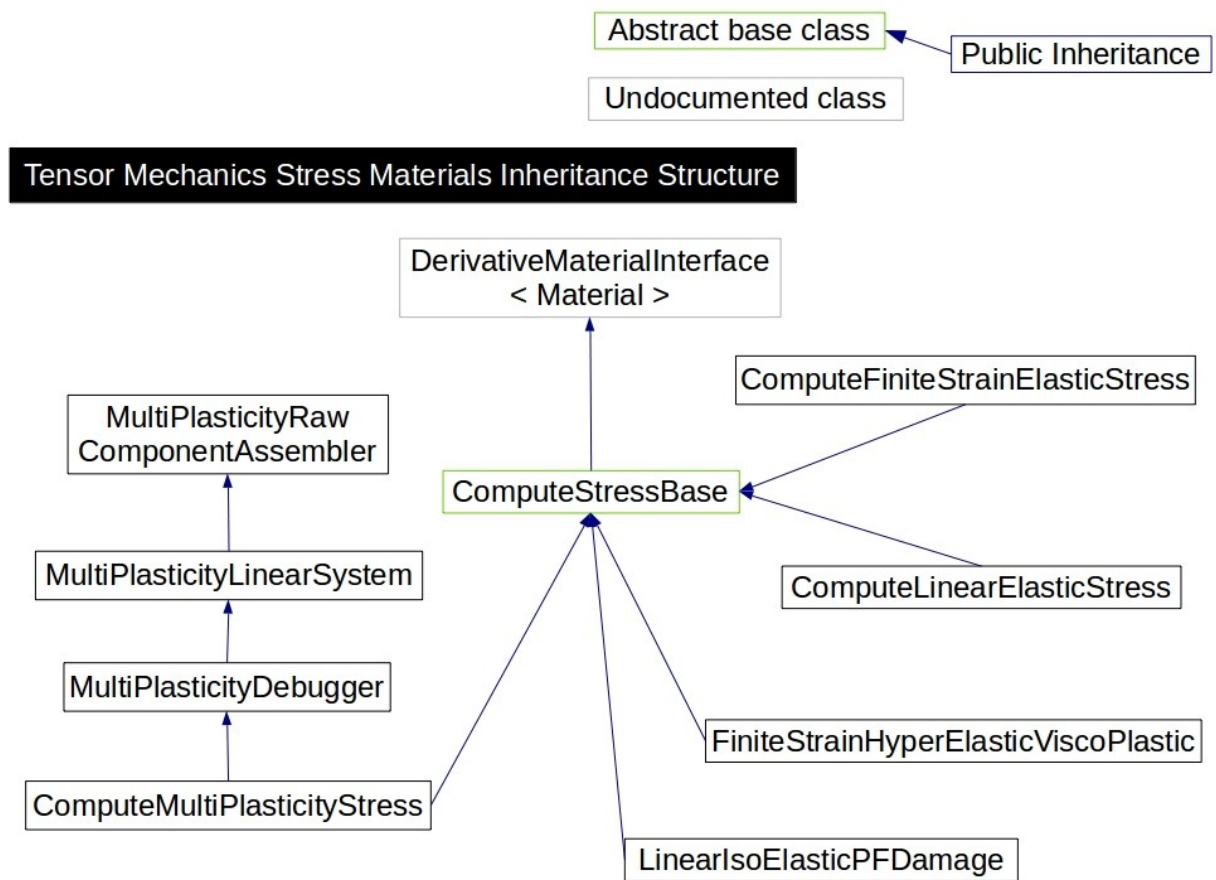 Abstract base class
Public Inheritance
Undocumented class
Tensor Mechanics Stress Materials Inheritance Structure
DerivativeMaterialInterface
< Material >
ComputeFiniteStrainElasticStress
MultiPlasticityRaw
ComponentAssembler
ComputeStressBase
MultiPlasticityLinearSystem
ComputeLinearElasticStress
MultiPlasticityDebugger
FiniteStrainHyperElasticViscoPlastic
ComputeMultiPlasticityStress
LinearIsoElasticPFDamage